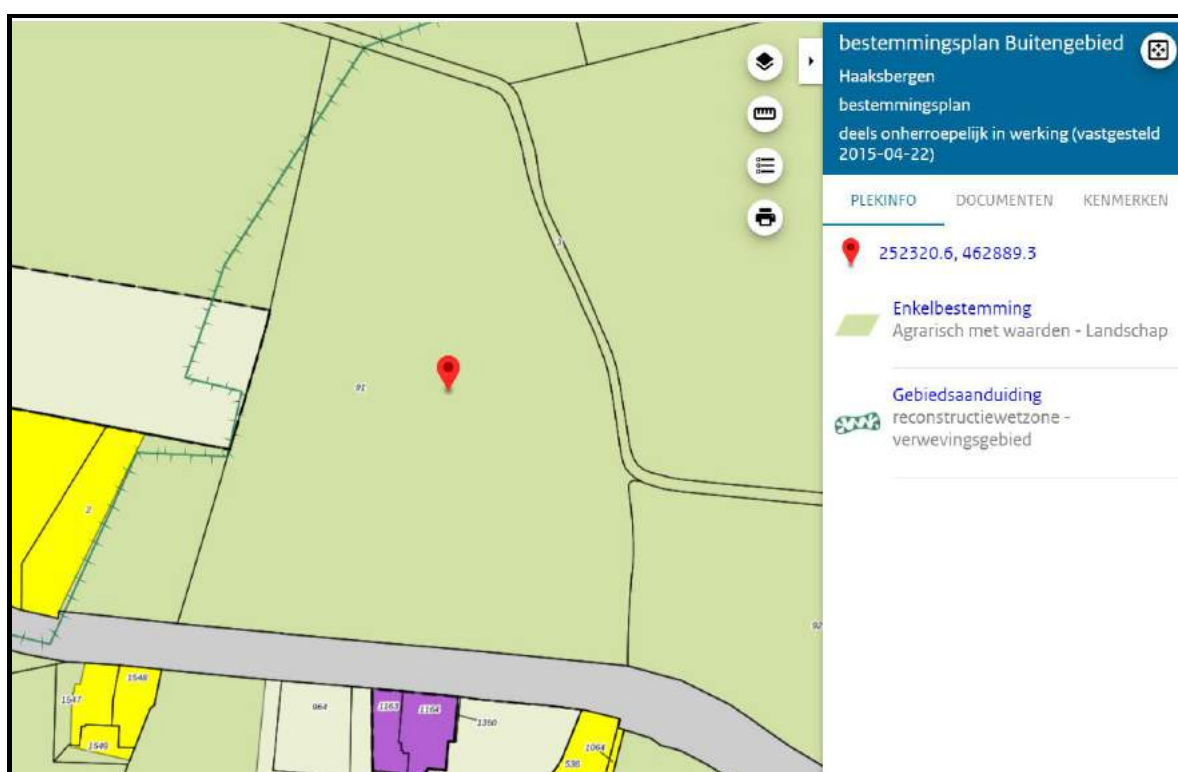 bestemmingsplan Buitengebied
Haaksbergen
bestemmingsplan
deels onherroepelijk in werking (vastgesteld
2015-04-22)
PLEKINFO DOCUMENTEN KENMERKEN
252320.6, 462889.3
Enkelbestemming
Agrarisch met waarden - Landschap
Gebiedsaanduiding
reconstructiewetzone -
verwevingsgebied
2
92
1547
1548
1549
964
1163
1164
1350
1064
536